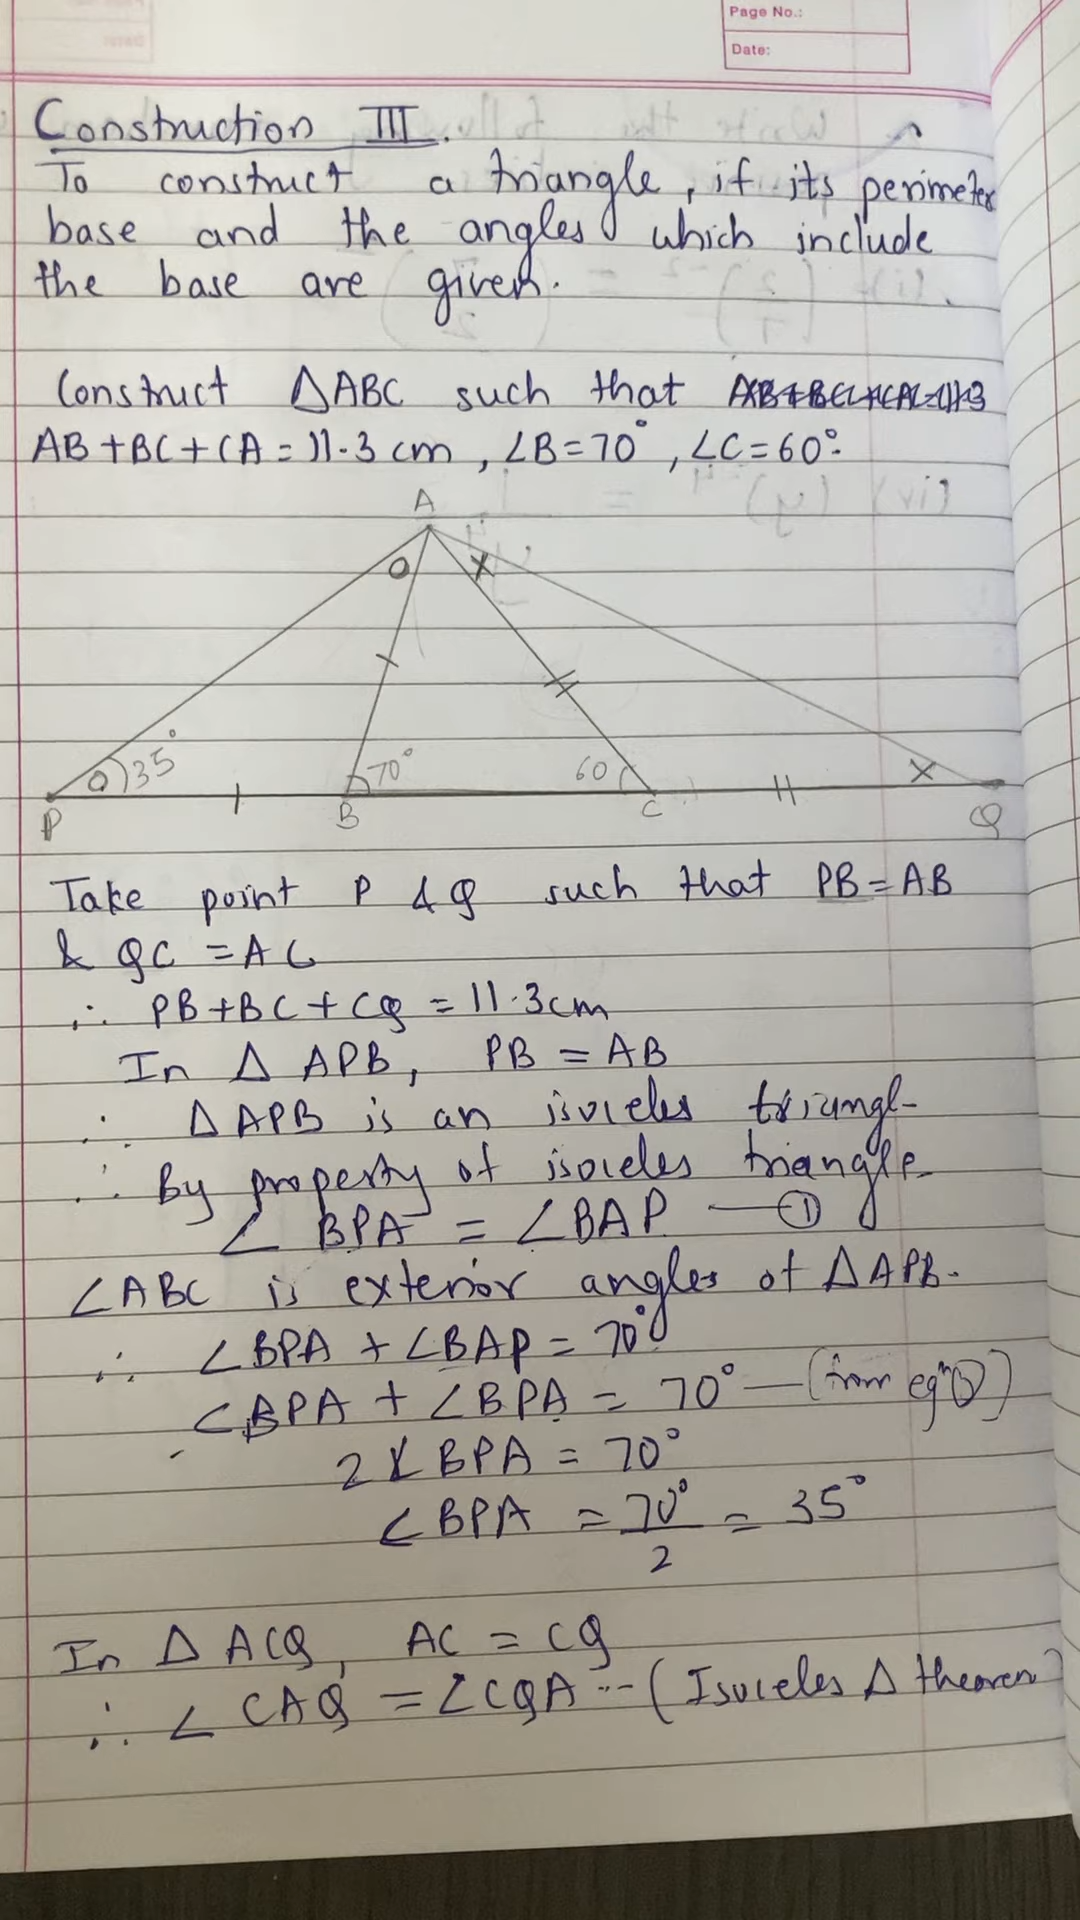 Page No.:
Date:
Construction III.
To construct a triangle, if its perimeter
base and the angles which include
the base are given.
Construct △ABC such that
AB+BC+CA = 11.3 cm, ∠B=70°, ∠C=60°.
A
O x
O 35° 70° 60 x
P B C Q
Take point P & Q such that PB = AB
& QC = AC
∴ PB+BC+CQ = 11.3cm
In △ APB, PB = AB
∴ △APB is an isoceles triangl
∴ By property of isoceles triangle
∠ BPA = ∠BAP — ①
∠ABC is exterior angles of △APB.
∴ ∠BPA + ∠BAP = 70°
∠BPA + ∠BPA = 70° — (from eqⁿ ①)
2∠BPA = 70°
∠BPA = 70°/2 = 35°
In △ ACQ, AC = CQ
∴ ∠ CAQ = ∠CQA ... (Isoceles △ theorem)